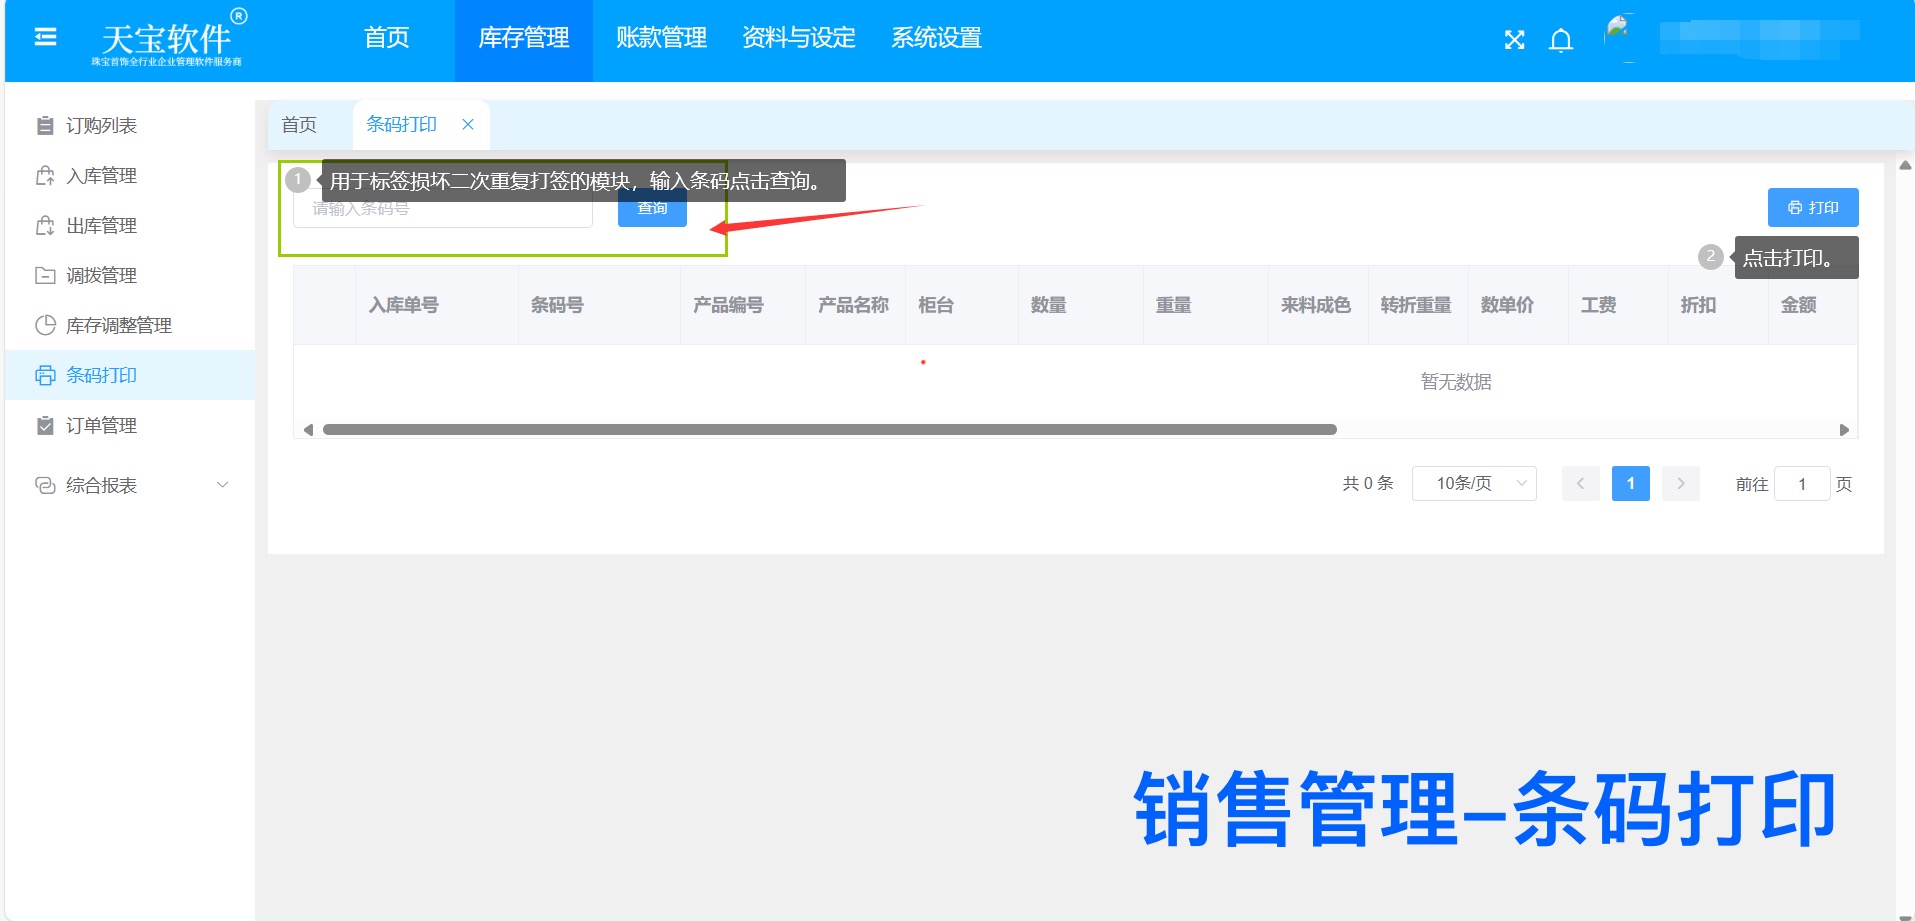 天宝软件®
珠宝首饰全行业企业管理软件服务商
首页 库存管理 账款管理 资料与设定 系统设置
订购列表
入库管理
出库管理
调拨管理
库存调整管理
条码打印
订单管理
综合报表
首页 条码打印
1 用于标签损坏二次重复打签的模块，输入条码点击查询。
请输入条码号 查询 打印
2 点击打印。
入库单号 条码号 产品编号 产品名称 柜台 数量 重量 来料成色 转折重量 数单价 工费 折扣 金额
暂无数据
共 0 条 10条/页 1 前往 1 页
销售管理–条码打印